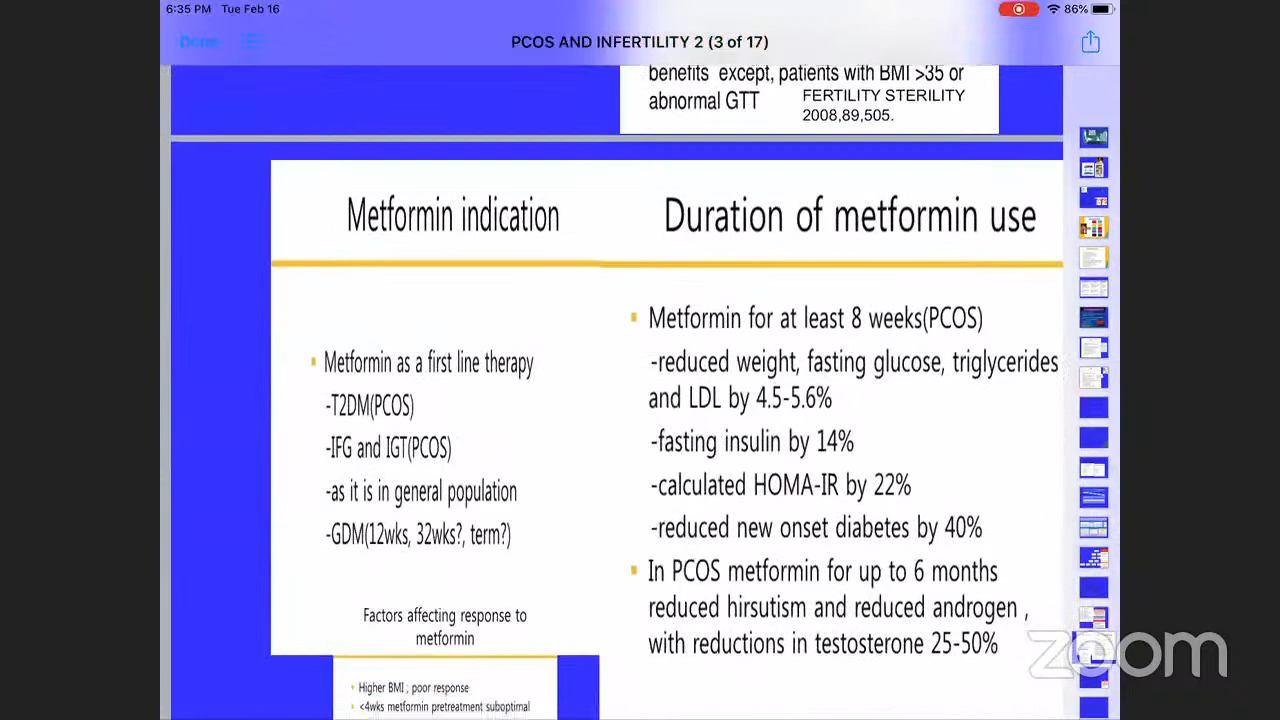 6:35 PM Tue Feb 16
86%
Done
PCOS AND INFERTILITY 2 (3 of 17)
benefits except, patients with BMI >35 or
abnormal GTT
FERTILITY STERILITY
2008,89,505.
Metformin indication
Metformin as a first line therapy
-T2DM(PCOS)
-IFG and IGT(PCOS)
-as it is in general population
-GDM(12wks, 32wks?, term?)
Factors affecting response to
metformin
Higher BMI ; poor response
<4wks metformin pretreatment suboptimal
Duration of metformin use
Metformin for at least 8 weeks(PCOS)
-reduced weight, fasting glucose, triglycerides
and LDL by 4.5-5.6%
-fasting insulin by 14%
-calculated HOMA-IR by 22%
-reduced new onset diabetes by 40%
In PCOS metformin for up to 6 months
reduced hirsutism and reduced androgen ,
with reductions in testosterone 25-50%
zoom